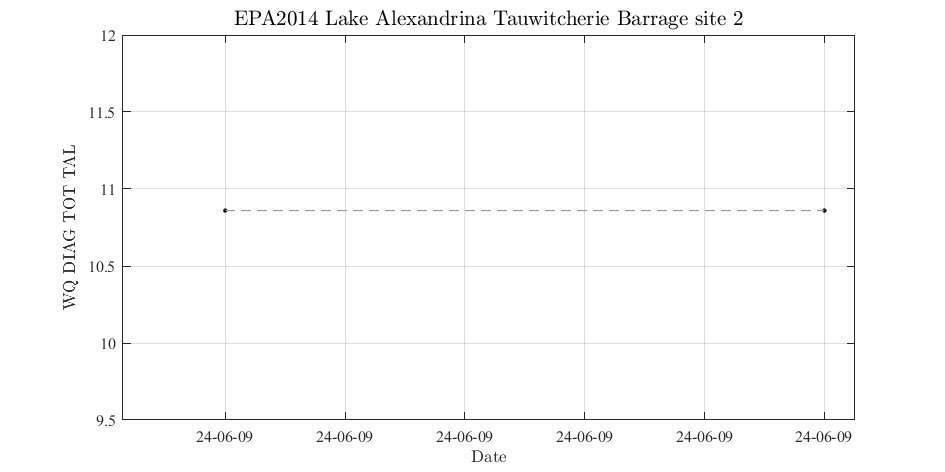 EPA2014 Lake Alexandrina Tauwitcherie Barrage site 2
12
11.5
11
10.5
10
9.5
WQ DIAG TOT TAL
24-06-09 24-06-09 24-06-09 24-06-09 24-06-09 24-06-09
Date